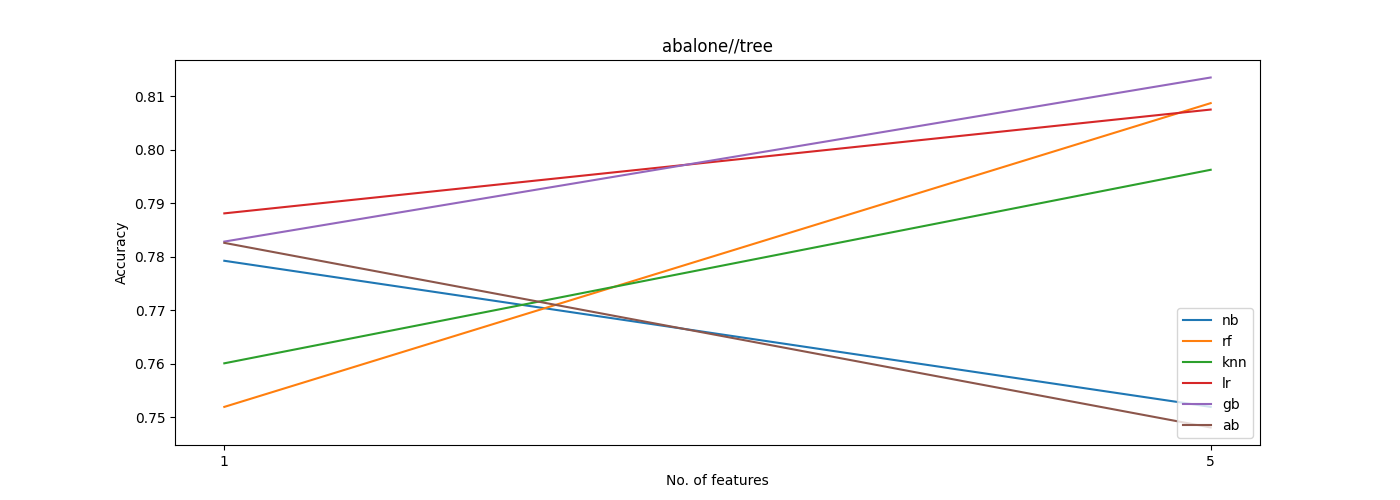 abalone//tree
Accuracy
0.81
0.80
0.79
0.78
0.77
0.76
0.75
1
5
No. of features
nb
rf
knn
lr
gb
ab